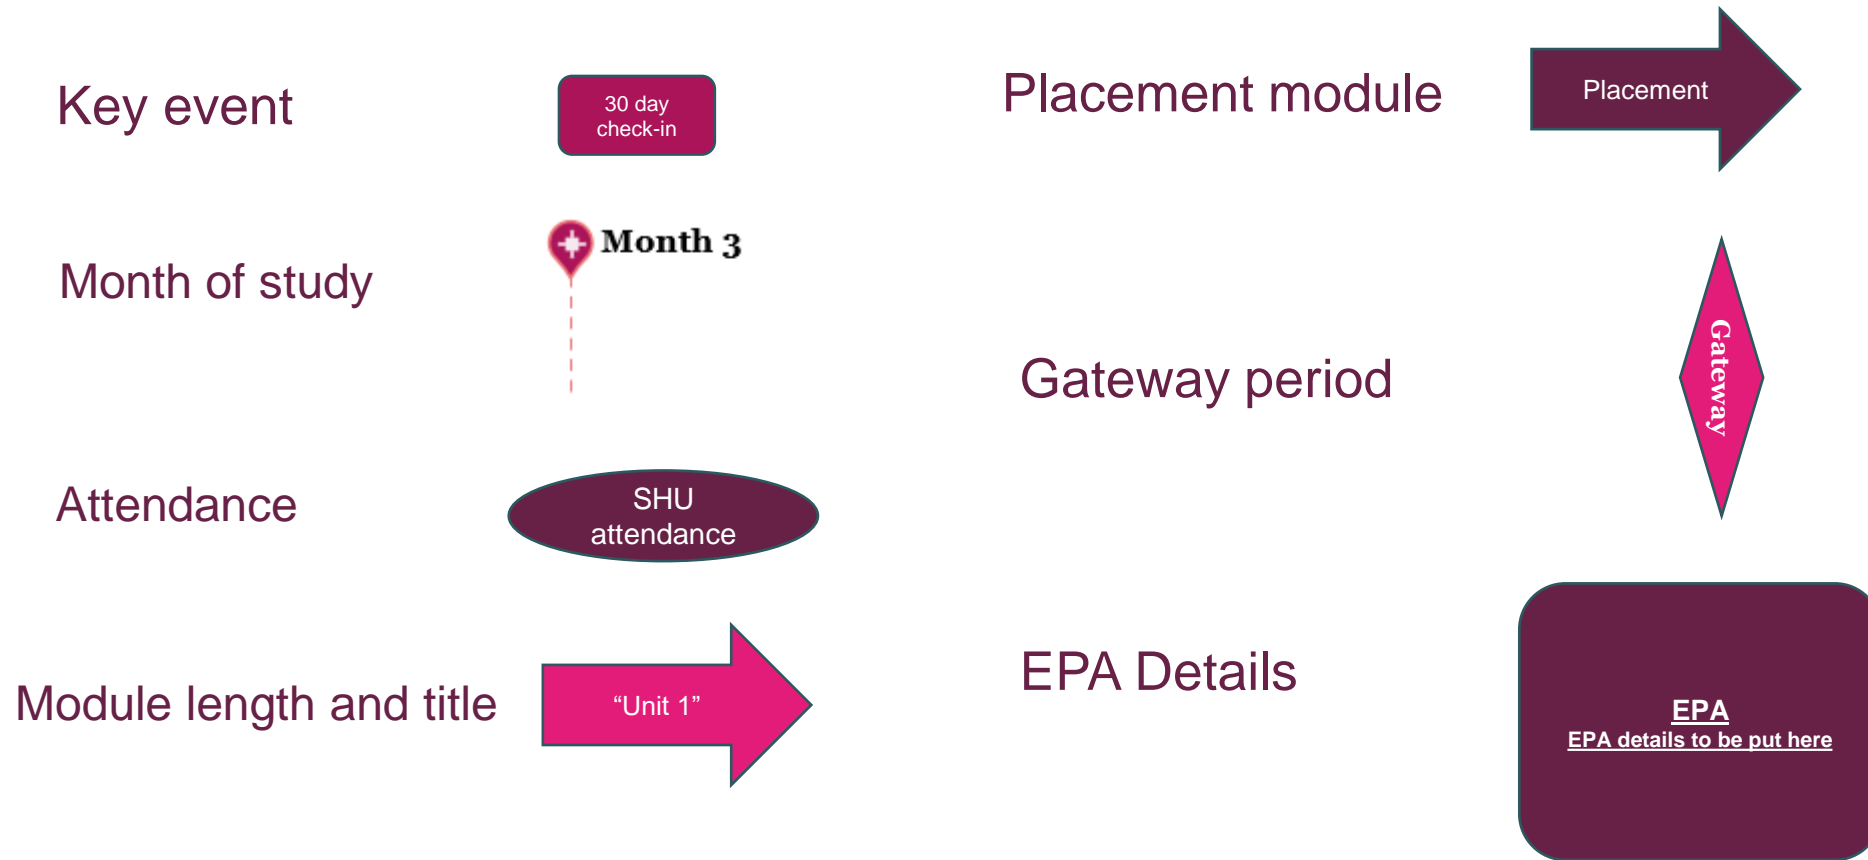 Key event
30 day
check-in
Month of study
Month 3
Attendance
SHU
attendance
Module length and title
“Unit 1”
Placement module
Placement
Gateway period
Gateway
EPA Details
EPA
EPA details to be put here